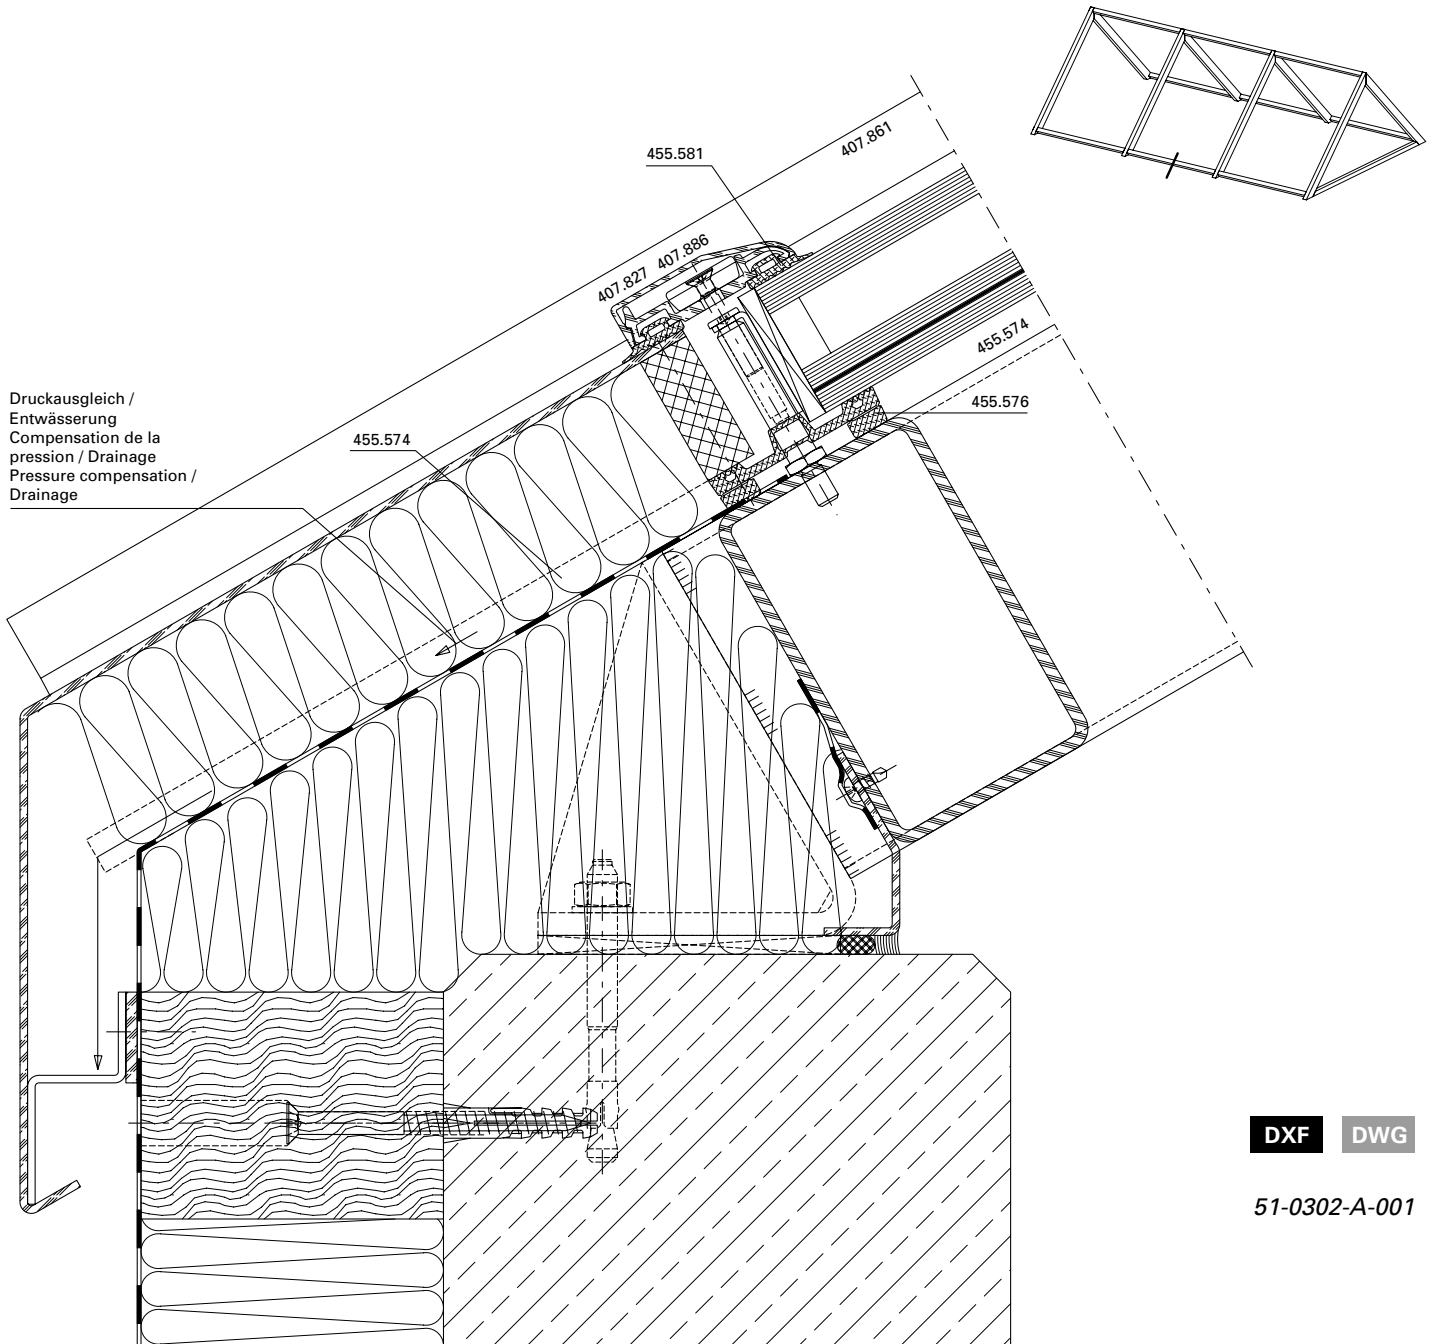 407.861
455.581
407.827 407.886
455.574
455.576
Druckausgleich /
Entwässerung
Compensation de la
pression / Drainage
Pressure compensation /
Drainage
455.574
DXF DWG
51-0302-A-001